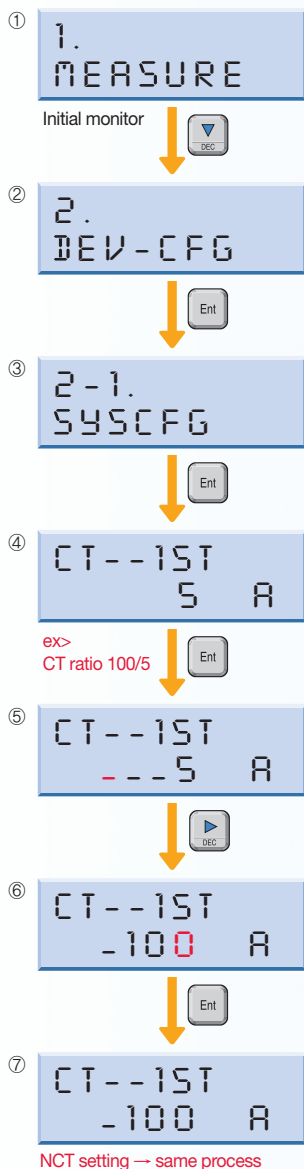 ①
1.
MEASURE
Initial monitor
DEC
②
2.
DEV-CFG
Ent
③
2-1.
SYSCFG
Ent
④
CT--1ST
5 A
ex>
CT ratio 100/5
Ent
⑤
CT--1ST
___5 A
DEC
⑥
CT--1ST
_100 A
Ent
⑦
CT--1ST
_100 A
NCT setting → same process